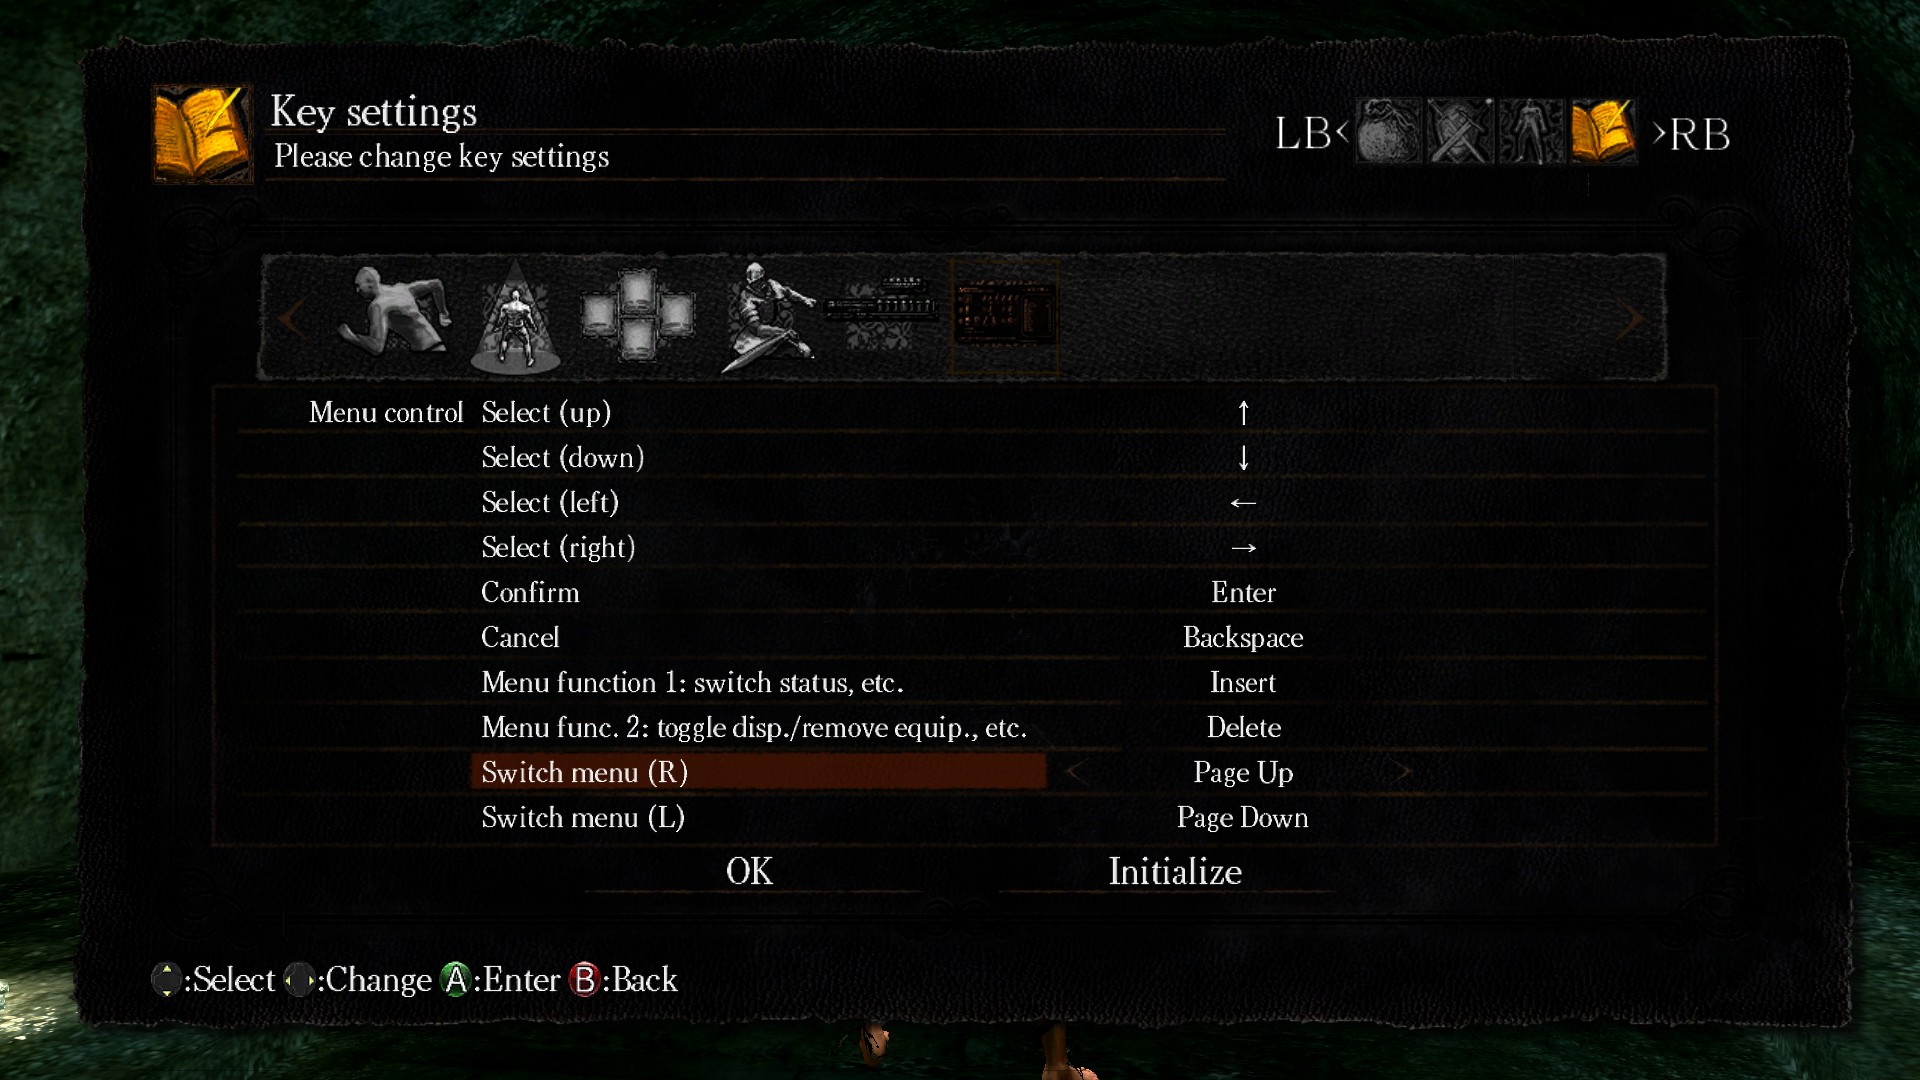 Key settings
Please change key settings
LB< >RB
Menu control Select (up) ↑
Select (down) ↓
Select (left) ←
Select (right) →
Confirm Enter
Cancel Backspace
Menu function 1: switch status, etc. Insert
Menu func. 2: toggle disp./remove equip., etc. Delete
Switch menu (R) < Page Up >
Switch menu (L) Page Down
OK Initialize
:Select :Change A:Enter B:Back